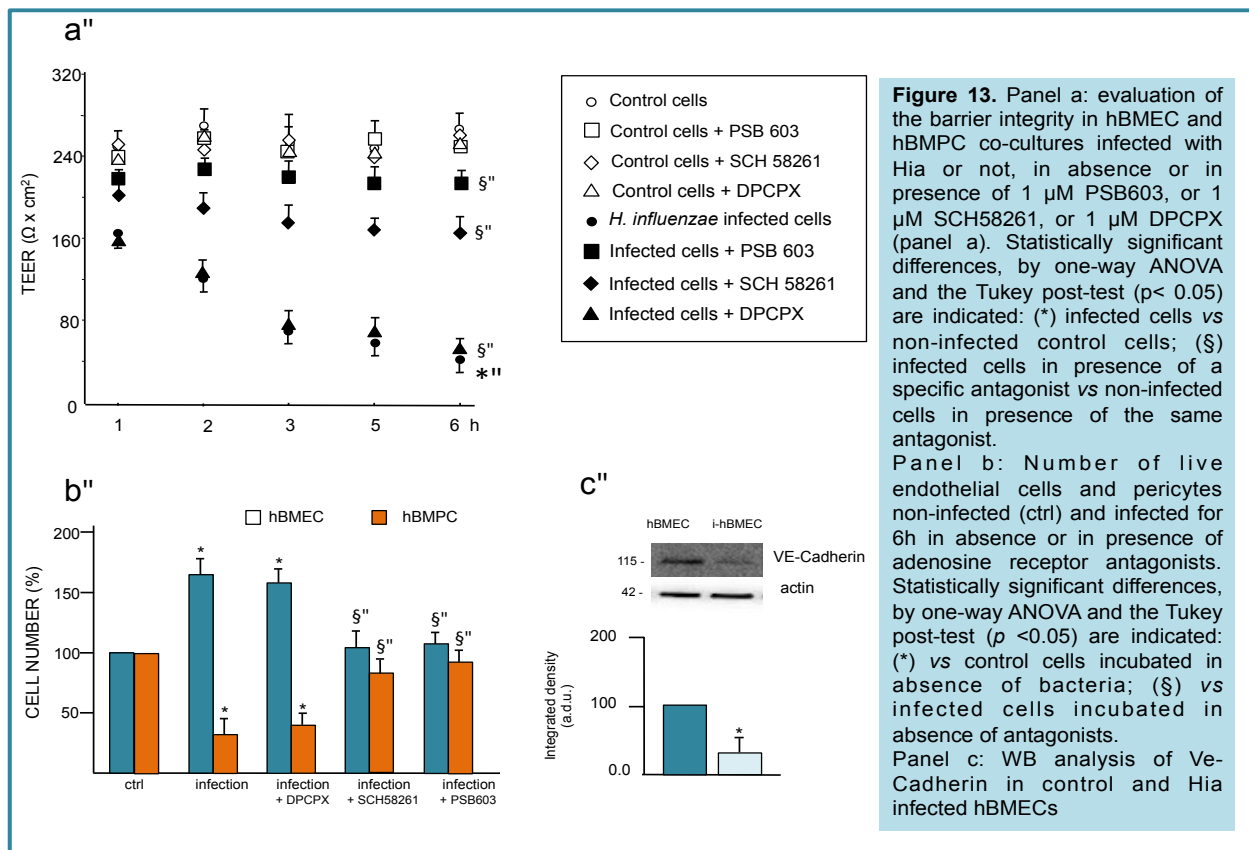 a"
320
240
160
80
0
TEER (Ω x cm²)
1 2 3 5 6 h
§"
§"
§"
*"
Control cells
Control cells + PSB 603
Control cells + SCH 58261
Control cells + DPCPX
H. influenzae infected cells
Infected cells + PSB 603
Infected cells + SCH 58261
Infected cells + DPCPX
b"
hBMEC hBMPC
200
150
100
50
CELL NUMBER (%)
* * * *
§" §" §" §"
ctrl infection infection infection infection
+ DPCPX + SCH58261 + PSB603
c"
hBMEC i-hBMEC
115 - VE-Cadherin
42 - actin
200
100
0.0
Integrated density
(a.d.u.)
*
Figure 13. Panel a: evaluation of
the barrier integrity in hBMEC and
hBMPC co-cultures infected with
Hia or not, in absence or in
presence of 1 µM PSB603, or 1
µM SCH58261, or 1 µM DPCPX
(panel a). Statistically significant
differences, by one-way ANOVA
and the Tukey post-test (p< 0.05)
are indicated: (*) infected cells vs
non-infected control cells; (§)
infected cells in presence of a
specific antagonist vs non-infected
cells in presence of the same
antagonist.
Panel b: Number of live
endothelial cells and pericytes
non-infected (ctrl) and infected for
6h in absence or in presence of
adenosine receptor antagonists.
Statistically significant differences,
by one-way ANOVA and the Tukey
post-test (p <0.05) are indicated:
(*) vs control cells incubated in
absence of bacteria; (§) vs
infected cells incubated in
absence of antagonists.
Panel c: WB analysis of Ve-
Cadherin in control and Hia
infected hBMECs